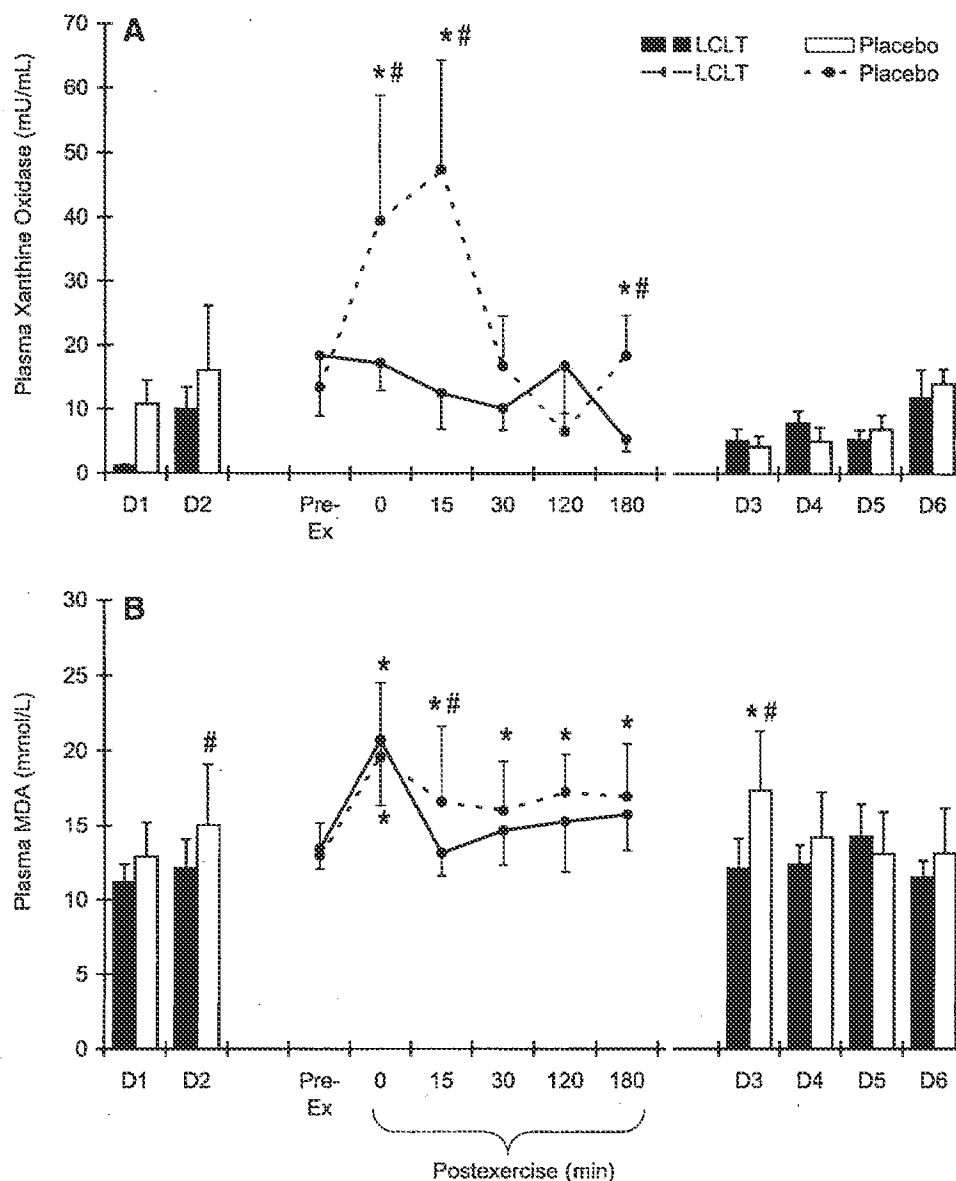 A
Plasma Xanthine Oxidase (mU/mL)
70
60
50
40
30
20
10
0
LCLT Placebo
LCLT Placebo
*#
*#
*#
D1 D2 Pre-Ex 0 15 30 120 180 D3 D4 D5 D6
B
Plasma MDA (mmol/L)
30
25
20
15
10
5
0
#
*
*
*#
*
*
*
*#
D1 D2 Pre-Ex 0 15 30 120 180 D3 D4 D5 D6
Postexercise (min)